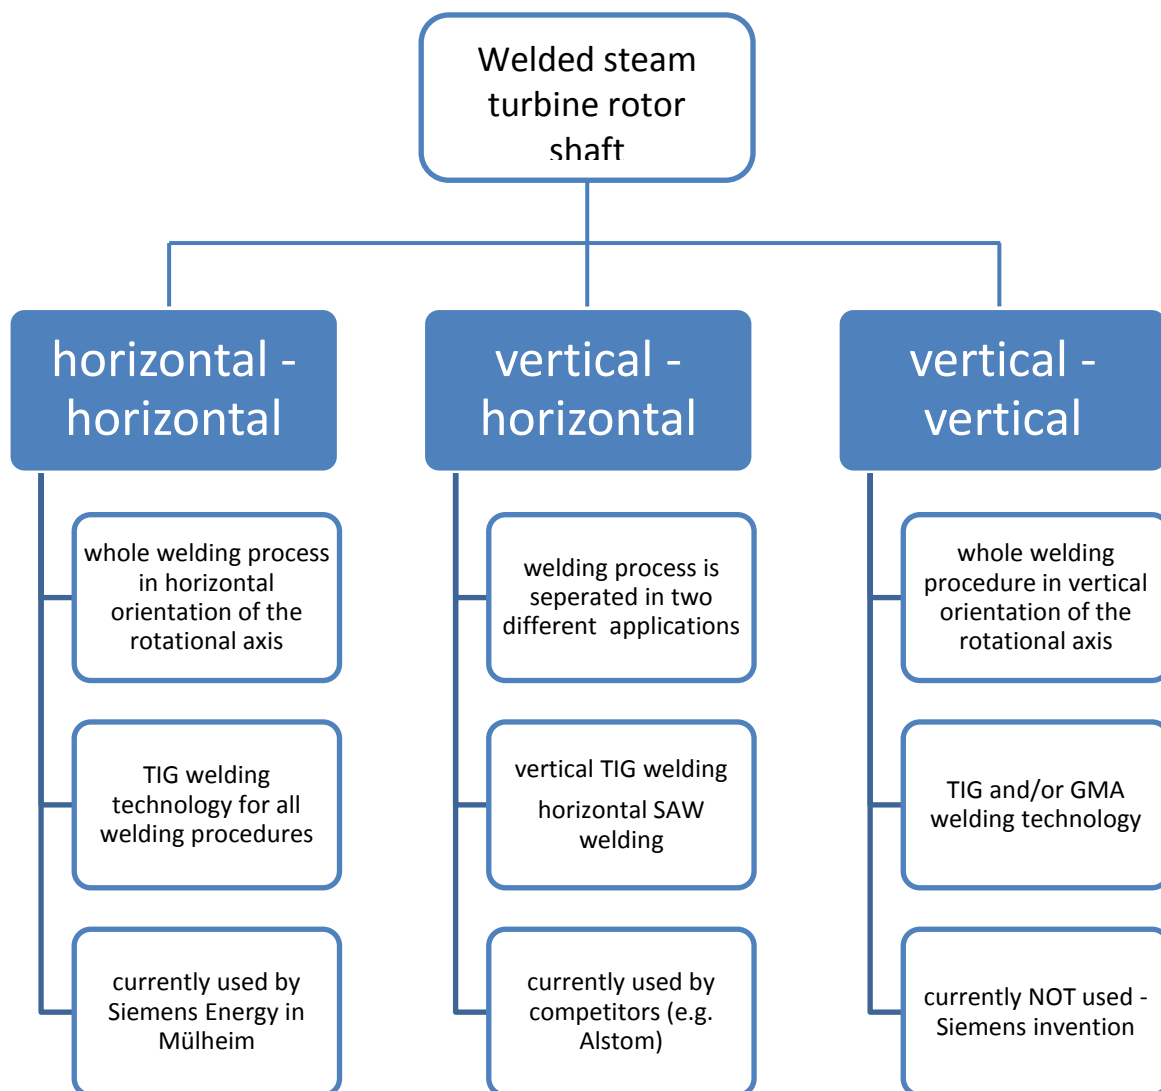 Welded steam
turbine rotor
shaft
horizontal -
horizontal
whole welding process
in horizontal
orientation of the
rotational axis
TIG welding
technology for all
welding procedures
currently used by
Siemens Energy in
Mülheim
vertical -
horizontal
welding process is
seperated in two
different applications
vertical TIG welding
horizontal SAW
welding
currently used by
competitors (e.g.
Alstom)
vertical -
vertical
whole welding
procedure in vertical
orientation of the
rotational axis
TIG and/or GMA
welding technology
currently NOT used -
Siemens invention